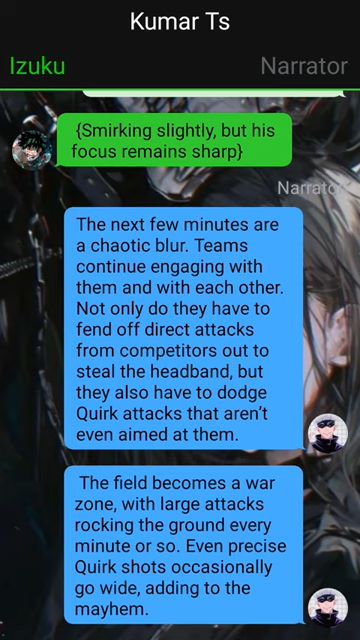 Kumar Ts
Izuku
Narrator
{Smirking slightly, but his
focus remains sharp}
Narrator
The next few minutes are
a chaotic blur. Teams
continue engaging with
them and with each other.
Not only do they have to
fend off direct attacks
from competitors out to
steal the headband, but
they also have to dodge
Quirk attacks that aren't
even aimed at them.
The field becomes a war
zone, with large attacks
rocking the ground every
minute or so. Even precise
Quirk shots occasionally
go wide, adding to the
mayhem.